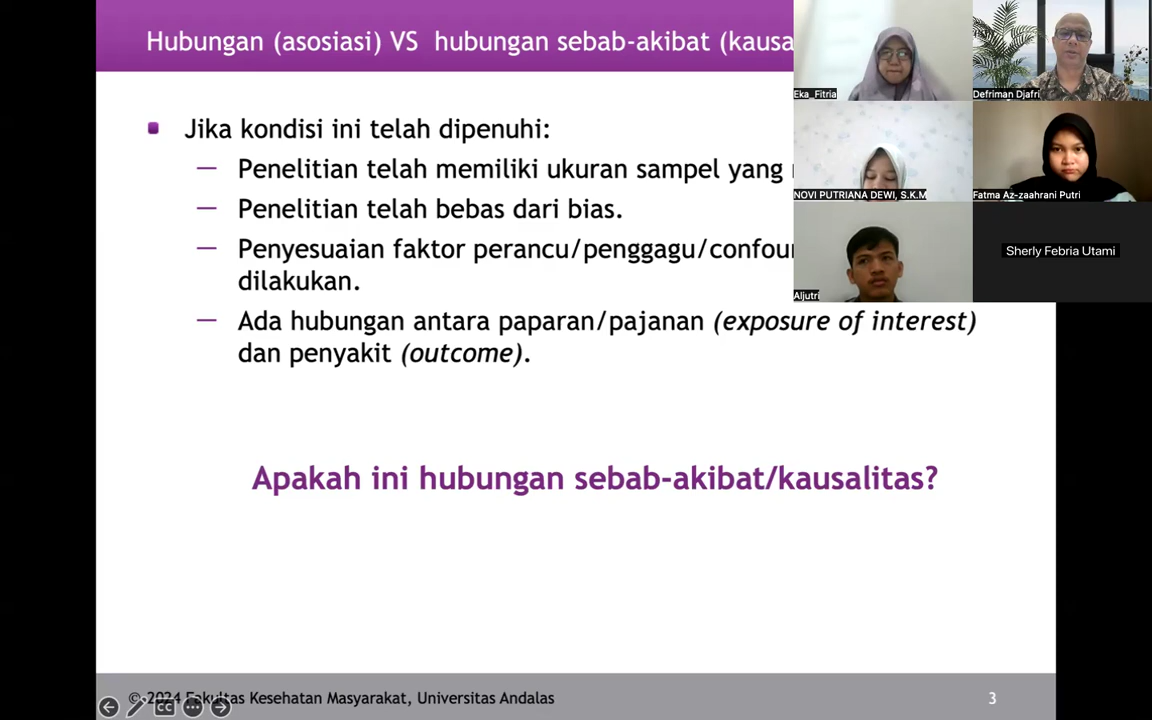 Hubungan (asosiasi) VS hubungan sebab-akibat
Jika kondisi ini telah dipenuhi:
— Penelitian telah memiliki ukuran sampel yang
— Penelitian telah bebas dari bias.
— Penyesuaian faktor perancu/penggagu/
dilakukan.
— Ada hubungan antara paparan/pajanan (exposure of interest)
dan penyakit (outcome).
Apakah ini hubungan sebab-akibat/kausalitas?
© 2024 Fakultas Kesehatan Masyarakat, Universitas Andalas
3
CC
Eka_Fitria
Defriman Djafri
NOVI PUTRIANA DEWI, S.K.M
Fatma Az-zaahrani Putri
Aljutri
Sherly Febria Utami